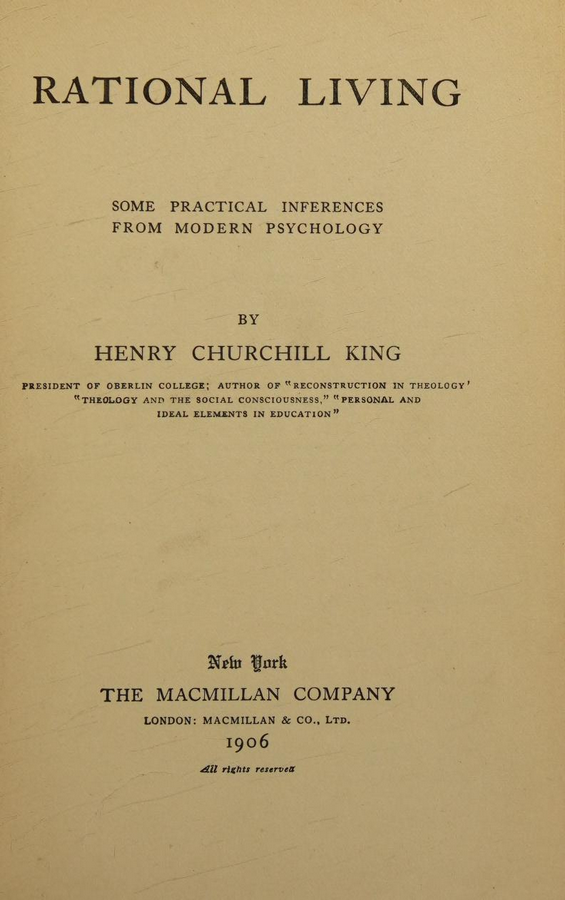 RATIONAL LIVING
SOME PRACTICAL INFERENCES
FROM MODERN PSYCHOLOGY
BY
HENRY CHURCHILL KING
PRESIDENT OF OBERLIN COLLEGE; AUTHOR OF "RECONSTRUCTION IN THEOLOGY'
"THEOLOGY AND THE SOCIAL CONSCIOUSNESS," "PERSONAL AND
IDEAL ELEMENTS IN EDUCATION"
New York
THE MACMILLAN COMPANY
LONDON: MACMILLAN & CO., LTD.
1906
All rights reserved